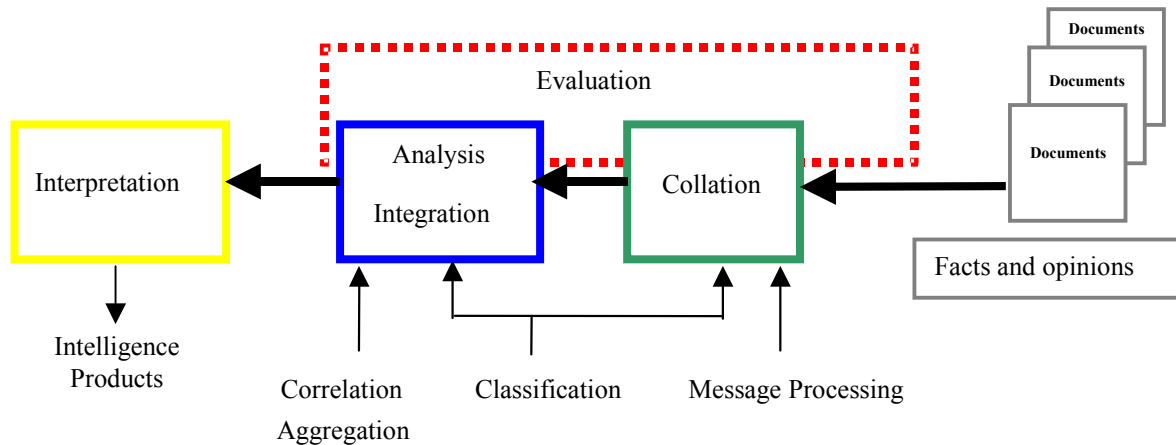 Documents
Documents
Documents
Evaluation
Interpretation
Analysis
Integration
Collation
Facts and opinions
Intelligence
Products
Correlation
Aggregation
Classification
Message Processing